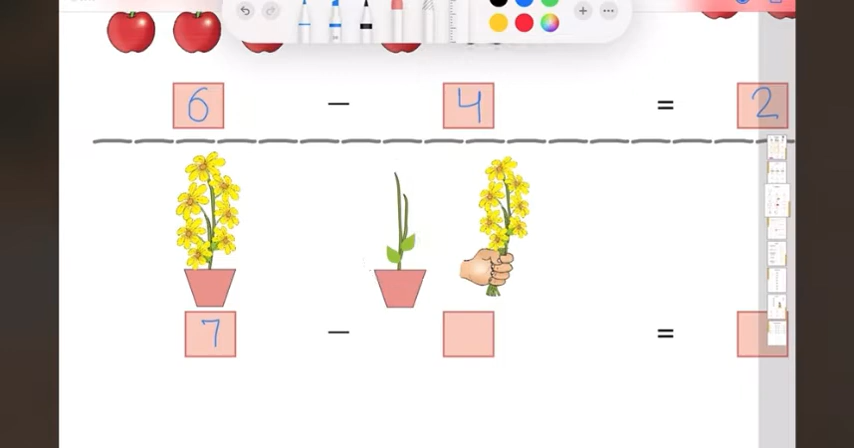 6 − 4 = 2
7 − =